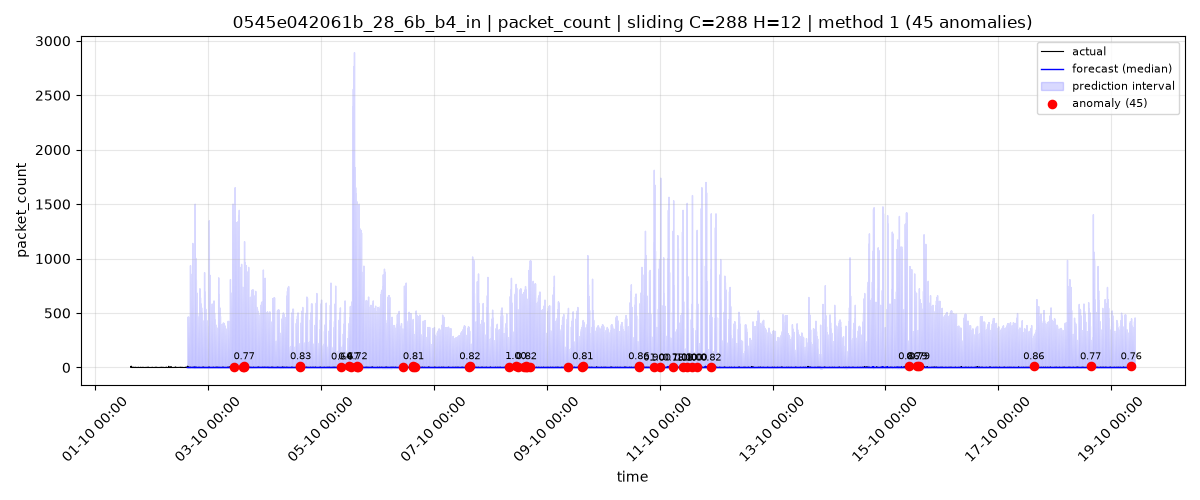 0545e042061b_28_6b_b4_in | packet_count | sliding C=288 H=12 | method 1 (45 anomalies)
actual
forecast (median)
prediction interval
anomaly (45)
packet_count
3000
2500
2000
1500
1000
500
0
0.77 0.83 0.72 0.81 0.82 0.82 0.81 0.82 0.79 0.86 0.77 0.76
01-10 00:00 03-10 00:00 05-10 00:00 07-10 00:00 09-10 00:00 11-10 00:00 13-10 00:00 15-10 00:00 17-10 00:00 19-10 00:00
time